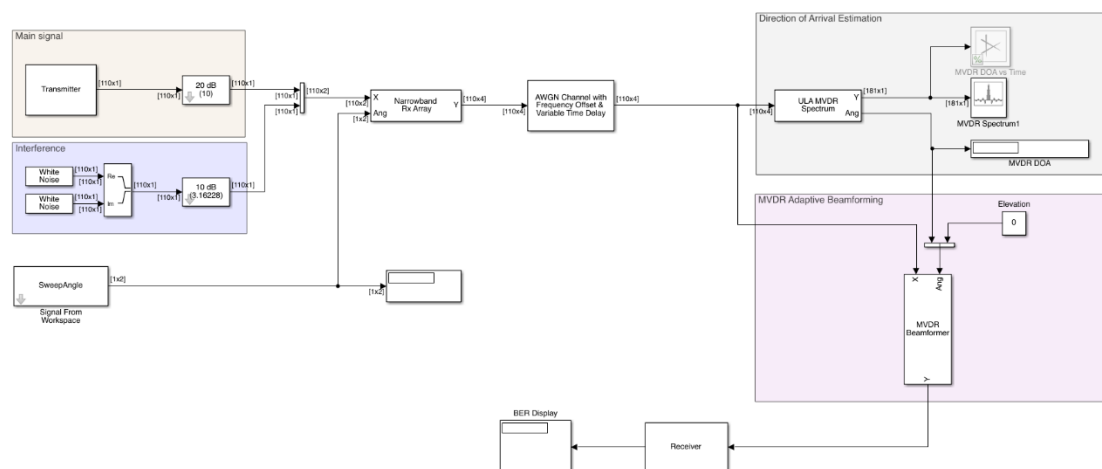 Main signal
Transmitter
[110x1]
[110x1]
20 dB
(10)
[110x1]
[110x1]
[110x2]
[110x1]
Interference
White
Noise
[110x1]
[110x1]
White
Noise
[110x1]
[110x1]
Re
Im
[110x1]
[110x1]
10 dB
(3.16228)
[110x1]
SweepAngle
[1x2]
Signal From
Workspace
[1x2]
[110x2]
[1x2]
X
Ang
Narrowband
Rx Array
Y
[110x4]
[110x4]
AWGN Channel with
Frequency Offset &
Variable Time Delay
[110x4]
Direction of Arrival Estimation
[110x4]
ULA MVDR
Spectrum
Y
Ang
[181x1]
MVDR DOA vs Time
[181x1]
MVDR Spectrum1
MVDR DOA
MVDR Adaptive Beamforming
Elevation
0
X
Ang
MVDR
Beamformer
Y
Receiver
BER Display